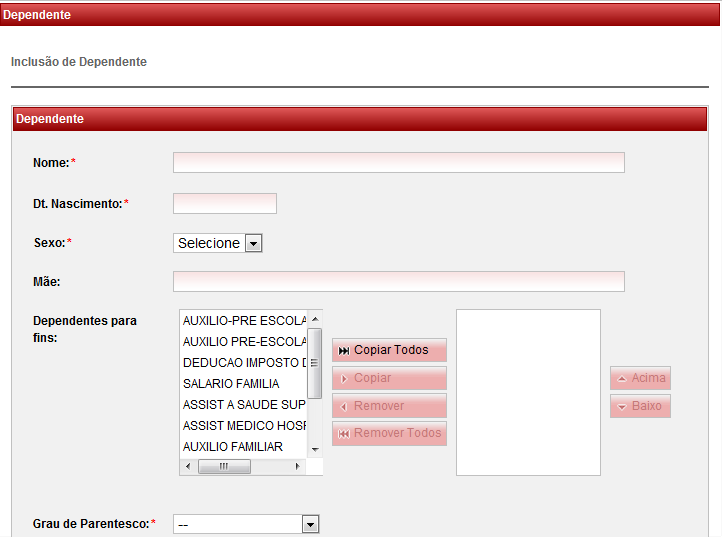 Dependente
Inclusão de Dependente
Dependente
Nome:*
Dt. Nascimento:*
Sexo:*
Selecione
Mãe:
Dependentes para
fins:
AUXILIO-PRE ESCOLA
AUXILIO PRE-ESCOLA
DEDUCAO IMPOSTO D
SALARIO FAMILIA
ASSIST A SAUDE SUP
ASSIST MEDICO HOSP
AUXILIO FAMILIAR
Copiar Todos
Copiar
Remover
Remover Todos
Acima
Baixo
Grau de Parentesco:*
--